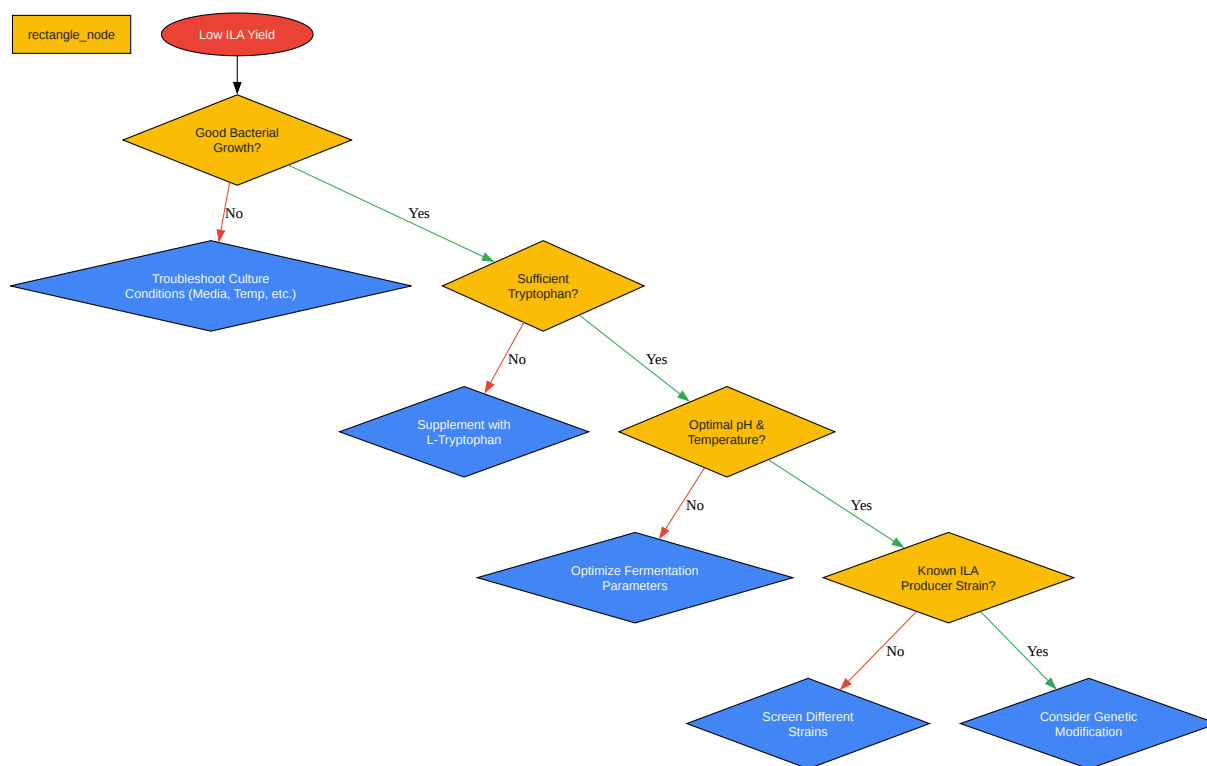 rectangle_node
Low ILA Yield
Good Bacterial
Growth?
No
Yes
Troubleshoot Culture
Conditions (Media, Temp, etc.)
Sufficient
Tryptophan?
No
Yes
Supplement with
L-Tryptophan
Optimal pH &
Temperature?
No
Yes
Optimize Fermentation
Parameters
Known ILA
Producer Strain?
No
Yes
Screen Different
Strains
Consider Genetic
Modification